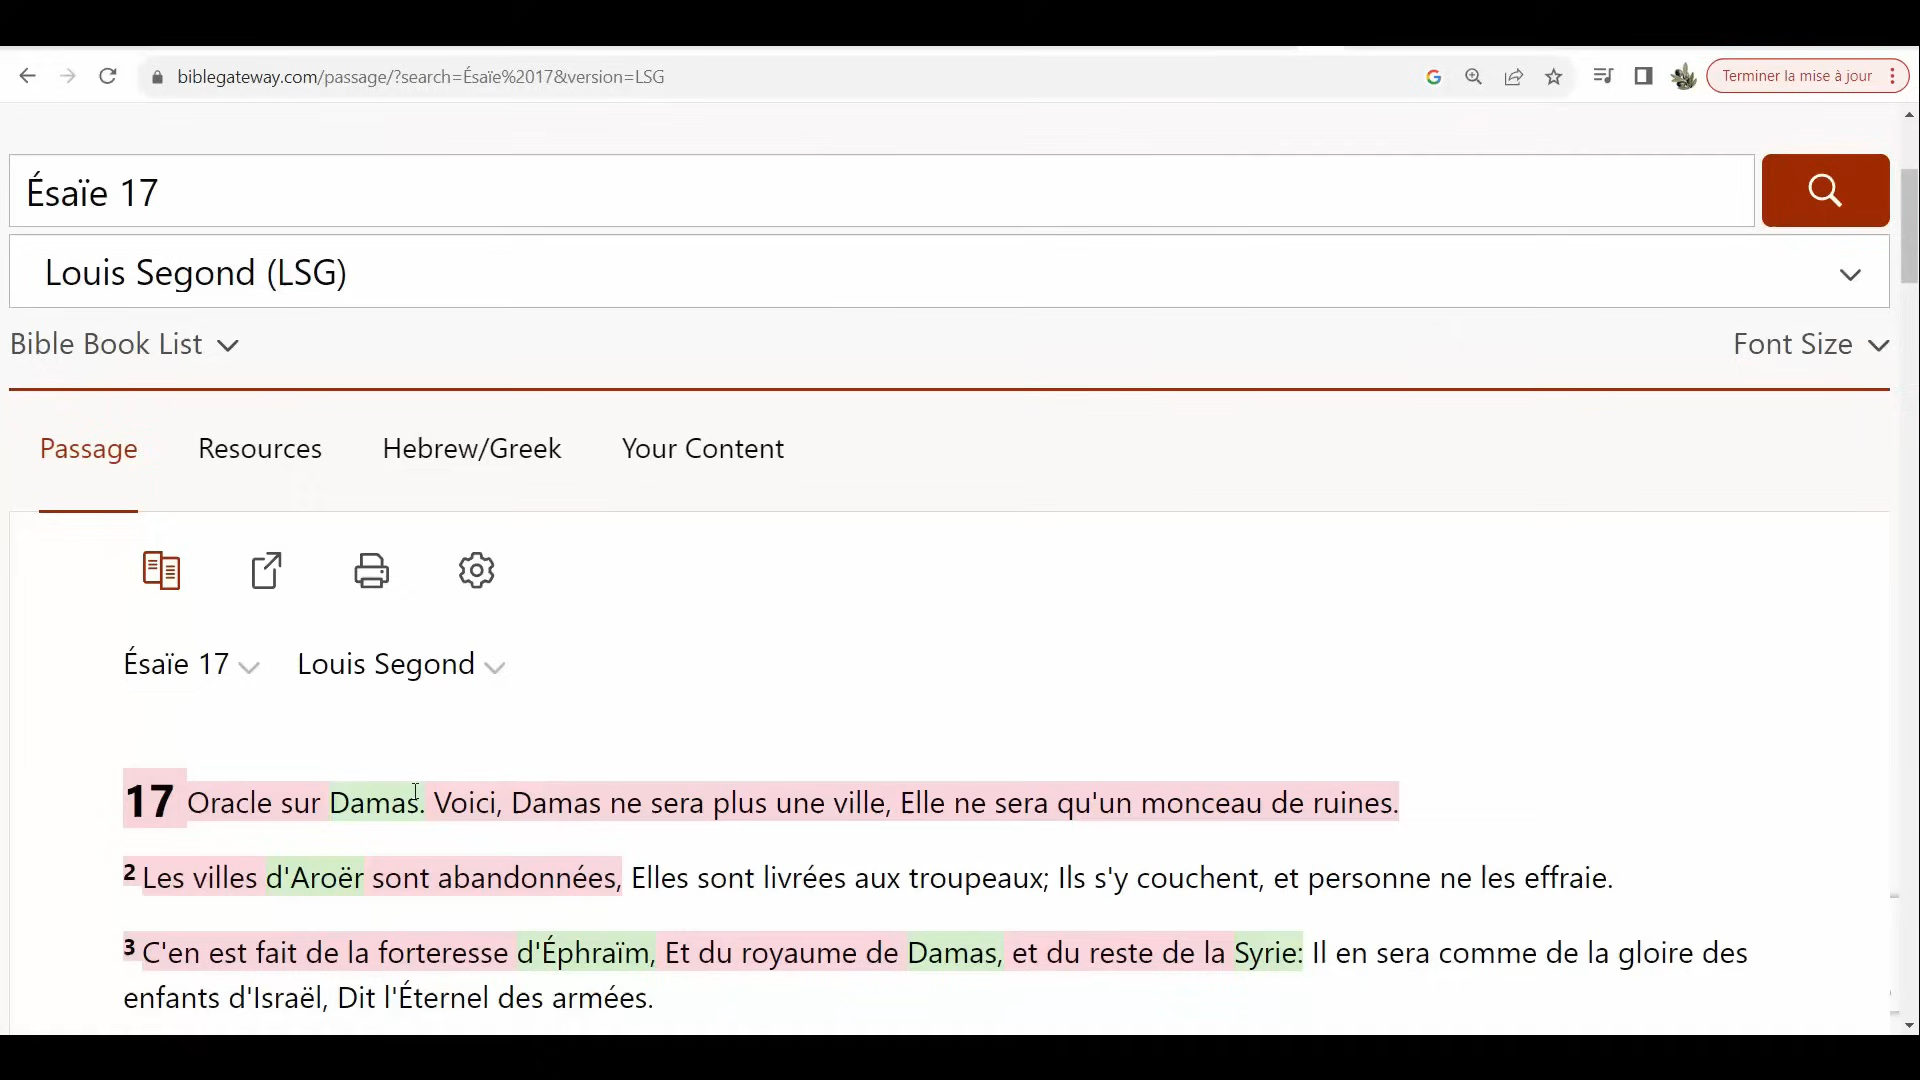 biblegateway.com/passage/?search=Ésaïe%2017&version=LSG
Terminer la mise à jour
Ésaïe 17
Louis Segond (LSG)
Bible Book List
Font Size
Passage
Resources
Hebrew/Greek
Your Content
Ésaïe 17
Louis Segond
17 Oracle sur Damas. Voici, Damas ne sera plus une ville, Elle ne sera qu'un monceau de ruines.
2 Les villes d'Aroër sont abandonnées, Elles sont livrées aux troupeaux; Ils s'y couchent, et personne ne les effraie.
3 C'en est fait de la forteresse d'Éphraïm, Et du royaume de Damas, et du reste de la Syrie: Il en sera comme de la gloire des
enfants d'Israël, Dit l'Éternel des armées.